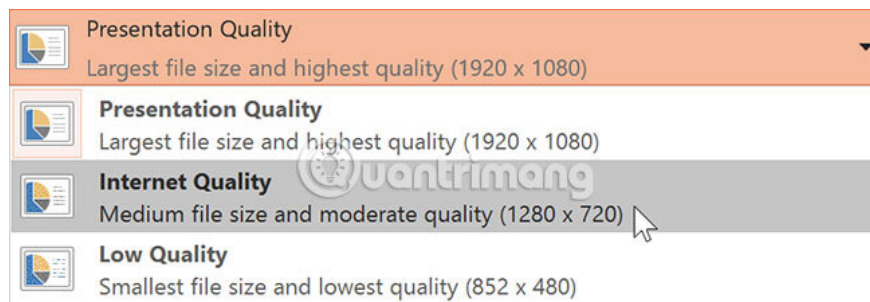 Presentation Quality
Largest file size and highest quality (1920 x 1080)
Presentation Quality
Largest file size and highest quality (1920 x 1080)
Quantrimang
Internet Quality
Medium file size and moderate quality (1280 x 720)
Low Quality
Smallest file size and lowest quality (852 x 480)